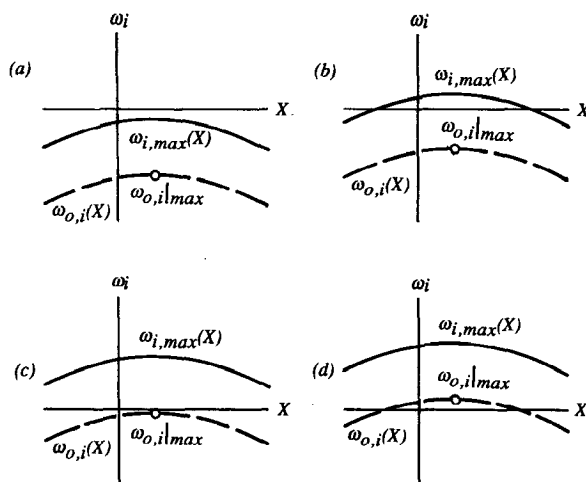 (a)
ωi
X
ωi,max(X)
ωo,i|max
ωo,i(X)
(b)
ωi
ωi,max(X)
X
ωo,i|max
ωo,i(X)
(c)
ωi
ωi,max(X)
X
ωo,i(X)
ωo,i|max
(d)
ωi
ωi,max(X)
ωo,i|max
X
ωo,i(X)